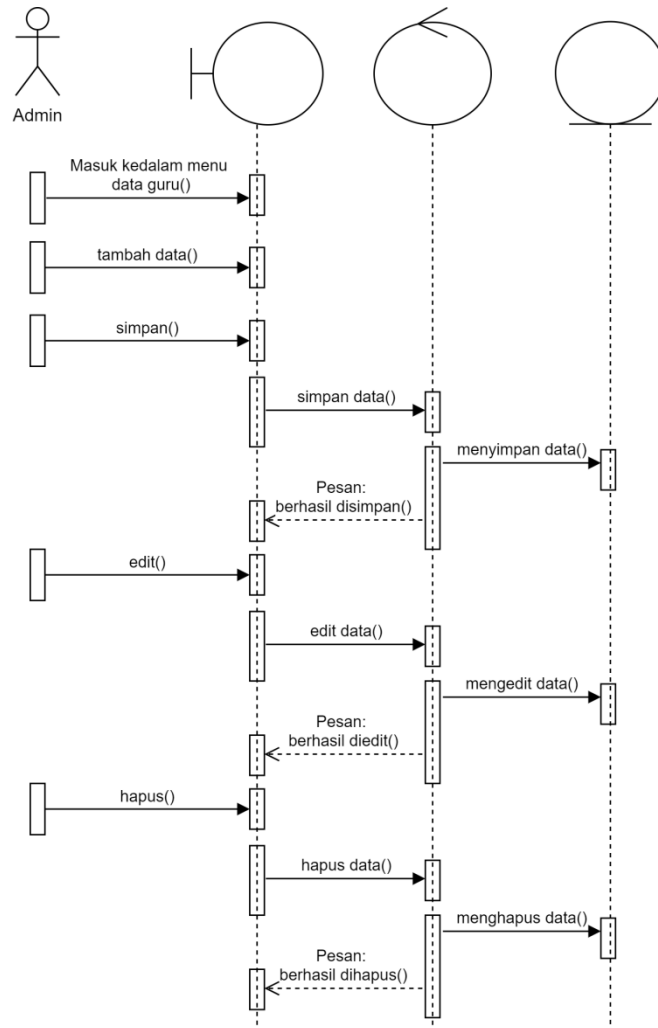 Admin
Masuk kedalam menu
data guru()
tambah data()
simpan()
simpan data()
menyimpan data()
Pesan:
berhasil disimpan()
edit()
edit data()
mengedit data()
Pesan:
berhasil diedit()
hapus()
hapus data()
menghapus data()
Pesan:
berhasil dihapus()